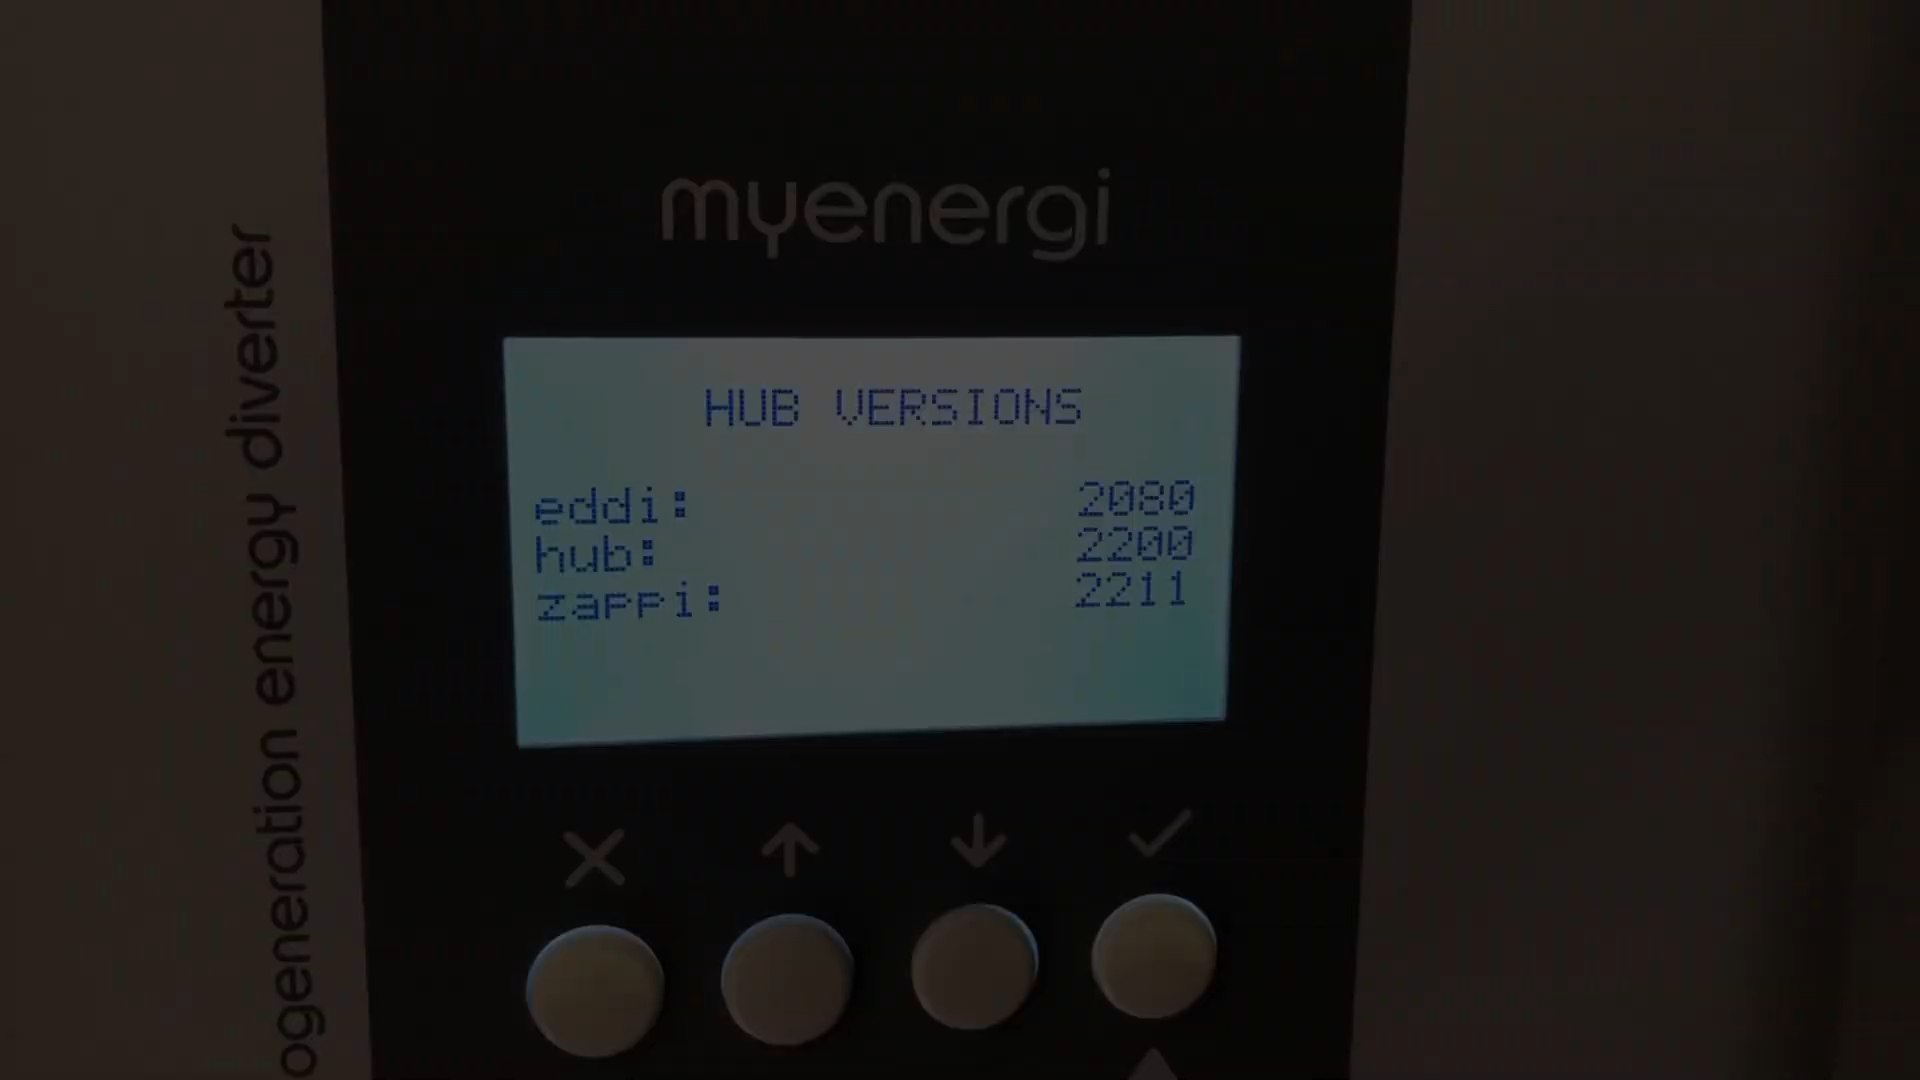 myenergi
HUB VERSIONS
eddi: 2080
hub: 2200
zappi: 2211
ogeneration energy diverter